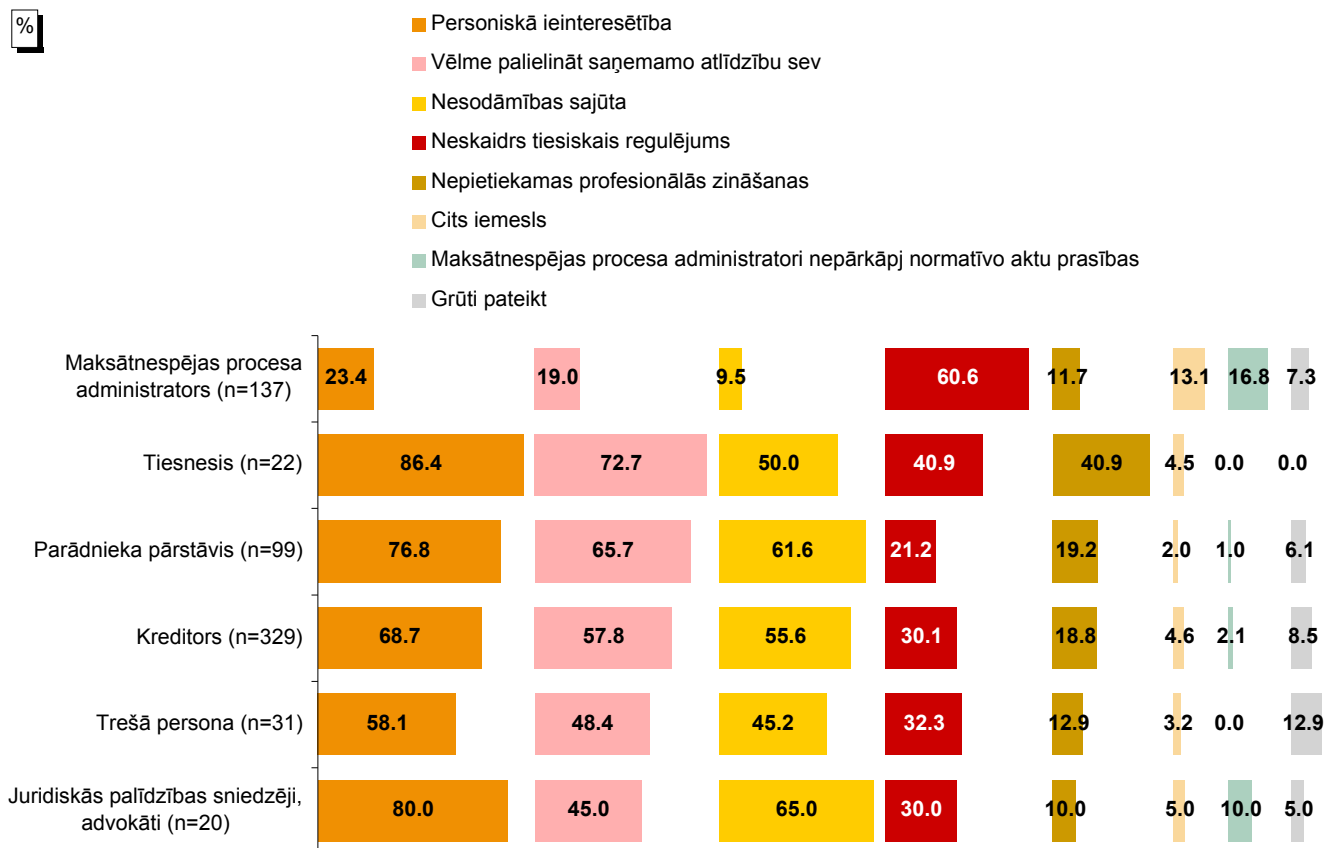 %
Personiskā ieinteresētība
Vēlme palielināt saņemamo atlīdzību sev
Nesodāmības sajūta
Neskaidrs tiesiskais regulējums
Nepietiekamas profesionālās zināšanas
Cits iemesls
Maksātnespējas procesa administratori nepārkāpj normatīvo aktu prasības
Grūti pateikt
Maksātnespējas procesa
administrators (n=137)
23.4 19.0 9.5 60.6 11.7 13.1 16.8 7.3
Tiesnesis (n=22)
86.4 72.7 50.0 40.9 40.9 4.5 0.0 0.0
Parādnieka pārstāvis (n=99)
76.8 65.7 61.6 21.2 19.2 2.0 1.0 6.1
Kreditors (n=329)
68.7 57.8 55.6 30.1 18.8 4.6 2.1 8.5
Trešā persona (n=31)
58.1 48.4 45.2 32.3 12.9 3.2 0.0 12.9
Juridiskās palīdzības sniedzēji,
advokāti (n=20)
80.0 45.0 65.0 30.0 10.0 5.0 10.0 5.0